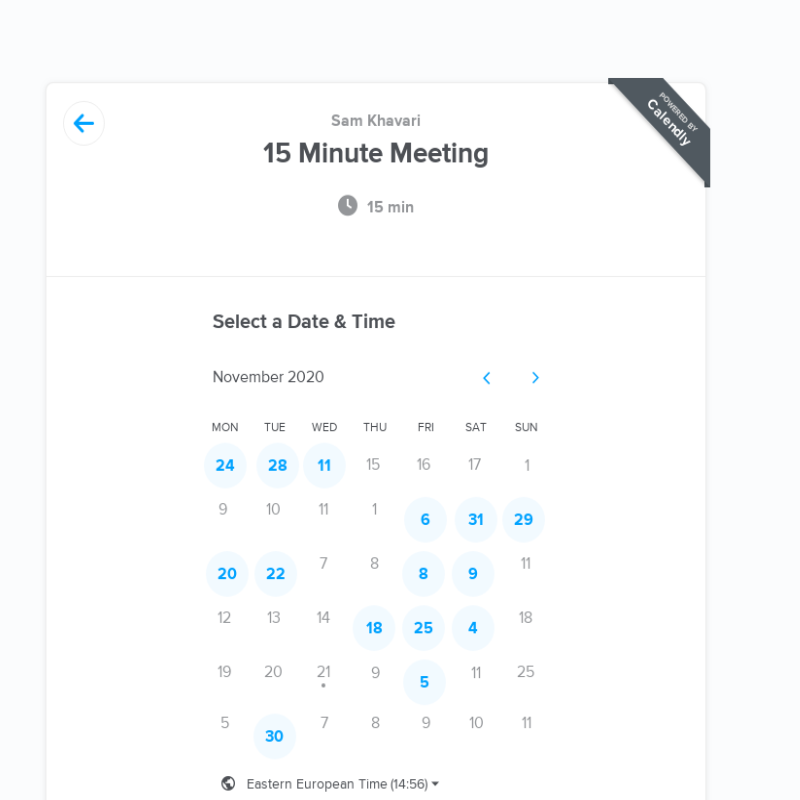 POWERED BY
Calendly
Sam Khavari
15 Minute Meeting
15 min
Select a Date & Time
November 2020
MON TUE WED THU FRI SAT SUN
24 28 11 15 16 17 1
9 10 11 1 6 31 29
20 22 7 8 8 9 11
12 13 14 18 25 4 18
19 20 21 9 5 11 25
5 30 7 8 9 10 11
Eastern European Time (14:56)